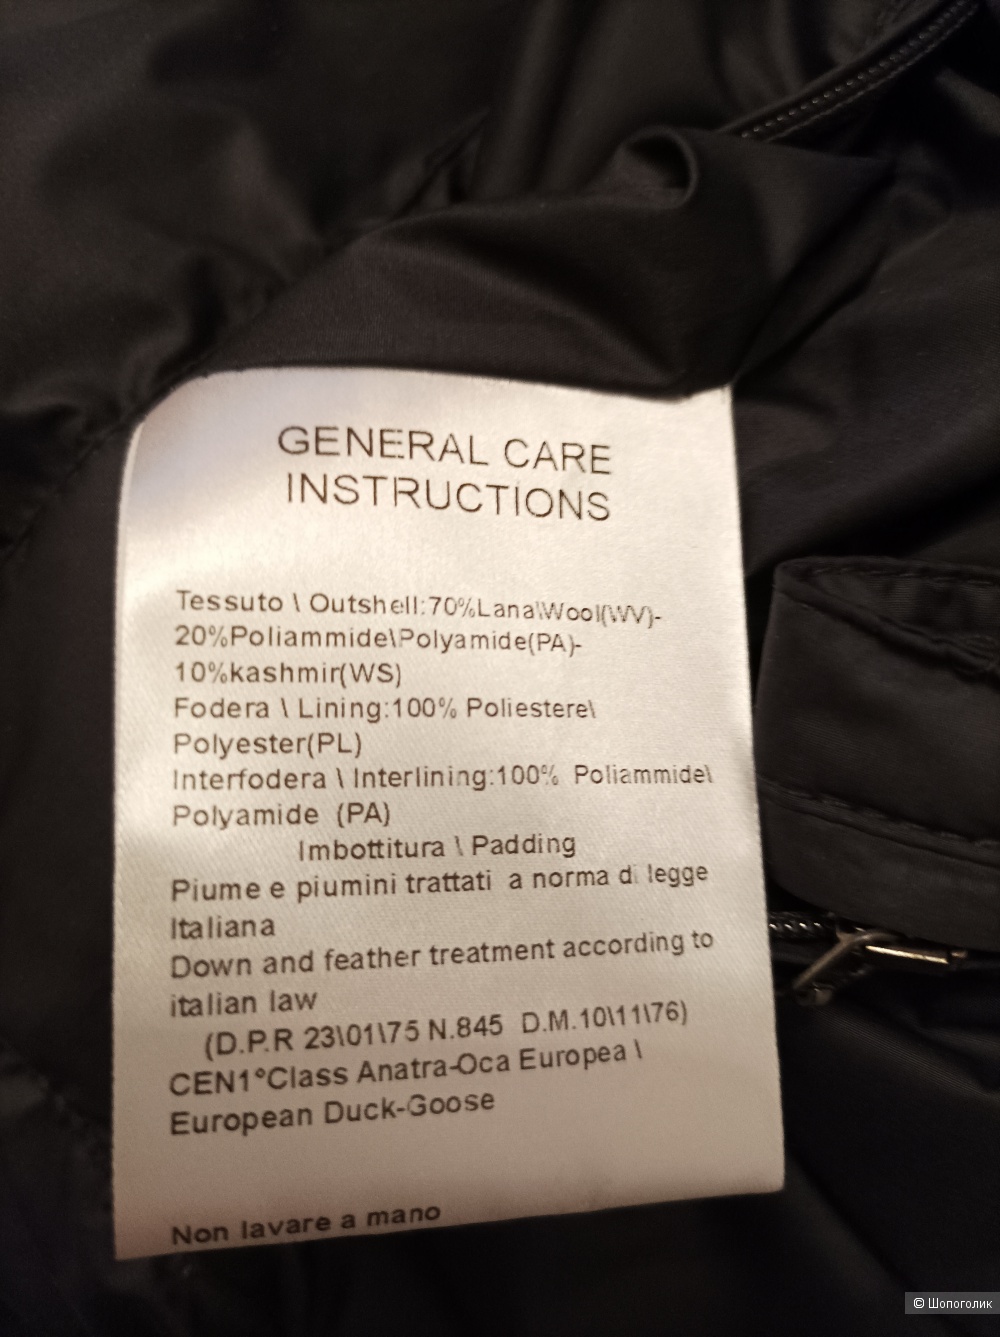 GENERAL CARE
INSTRUCTIONS
Tessuto \ Outshell:70%Lana\Wool(WV)-
20%Poliammide\Polyamide(PA)-
10%kashmir(WS)
Fodera \ Lining:100% Poliestere\
Polyester(PL)
Interfodera \ Interlining:100% Poliammide\
Polyamide (PA)
Imbottitura \ Padding
Piume e piumini trattati a norma di legge
Italiana
Down and feather treatment according to
italian law
(D.P.R 23\01\75 N.845 D.M.10\11\76)
CEN1°Class Anatra-Oca Europea \
European Duck-Goose
Non lavare a mano
© Шопоголик